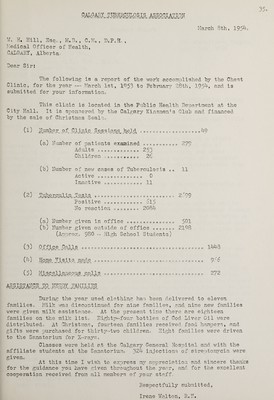 35.
CALGARY TUBERCULOSIS ASSOCIATION
March 8th, 1954.
W. H. Hill, Esq., M.B., C.M., D.P.H.,
Medical Officer of Health,
CALGARY, Alberta.
Dear Sir:
The following is a report of the work accomplished by the Chest
Clinic, for the year -- March 1st, 1953 to February 28th, 1954, and is
submitted for your information.
This clinic is located in the Public Health Department at the
City Hall. It is sponsored by the Calgary Kinsmen's Club and financed
by the sale of Christmas Seals.
(1) Number of Clinic Sessions held .................. 49
(a) Number of patients examined ........... 279
Adults ............. 253
Children ........... 26
(b) Number of new cases of Tuberculosis .. 11
Active ............. 0
Inactive ........... 11
(2) Tuberculin Tests ........................
Positive ...........
No reaction ........ 2084
(a) Number given in office .............. 501
(b) Number given outside of office ...... 2198
(Approx. 900 - High School Students)
(3) Office Calls ........................ 1448
(4) Home Visits made ....................
(5) Miscellaneous calls ................. 272
ASSISTANCE TO NEEDY FAMILIES
During the year used clothing has been delivered to eleven
families. Milk was discontinued for nine families, and nine new families
were given milk assistance. At the present time there are eighteen
families on the milk list. Eighty-four bottles of Cod Liver Oil were
distributed. At Christmas, fourteen families received food hampers, and
gifts were purchased for thirty-two children. Eight families were driven
to the Sanatorium for X-rays.
Classes were held at the Calgary General Hospital and with the
affiliate students at the Sanatorium. 324 injections of streptomycin were
given.
At this time I wish to express my appreciation and sincere thanks
for the guidance you have given throughout the year, and for the excellent
cooperation received from all members of your staff.
Respectfully submitted,
Irene Walton, R.N.